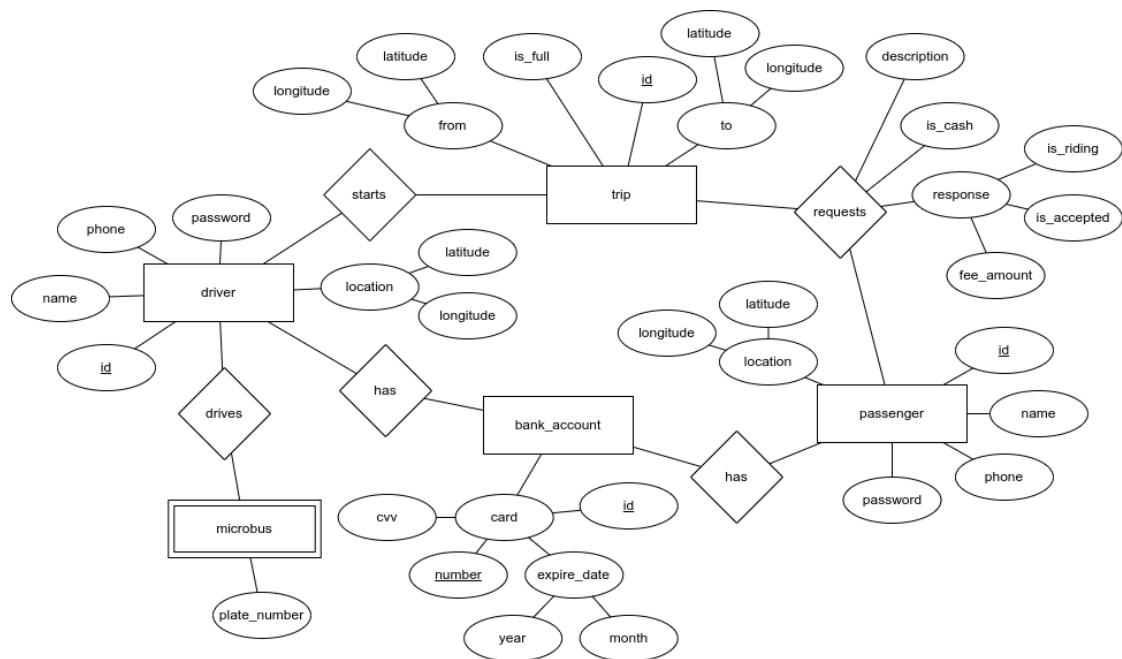 latitude
latitude
is_full
description
longitude
id
longitude
from
to
is_cash
is_riding
starts
trip
requests
response
is_accepted
password
phone
latitude
fee_amount
driver
location
name
longitude
latitude
longitude
id
location
id
has
drives
bank_account
passenger
name
has
phone
password
cvv
card
id
microbus
number
expire_date
plate_number
year
month